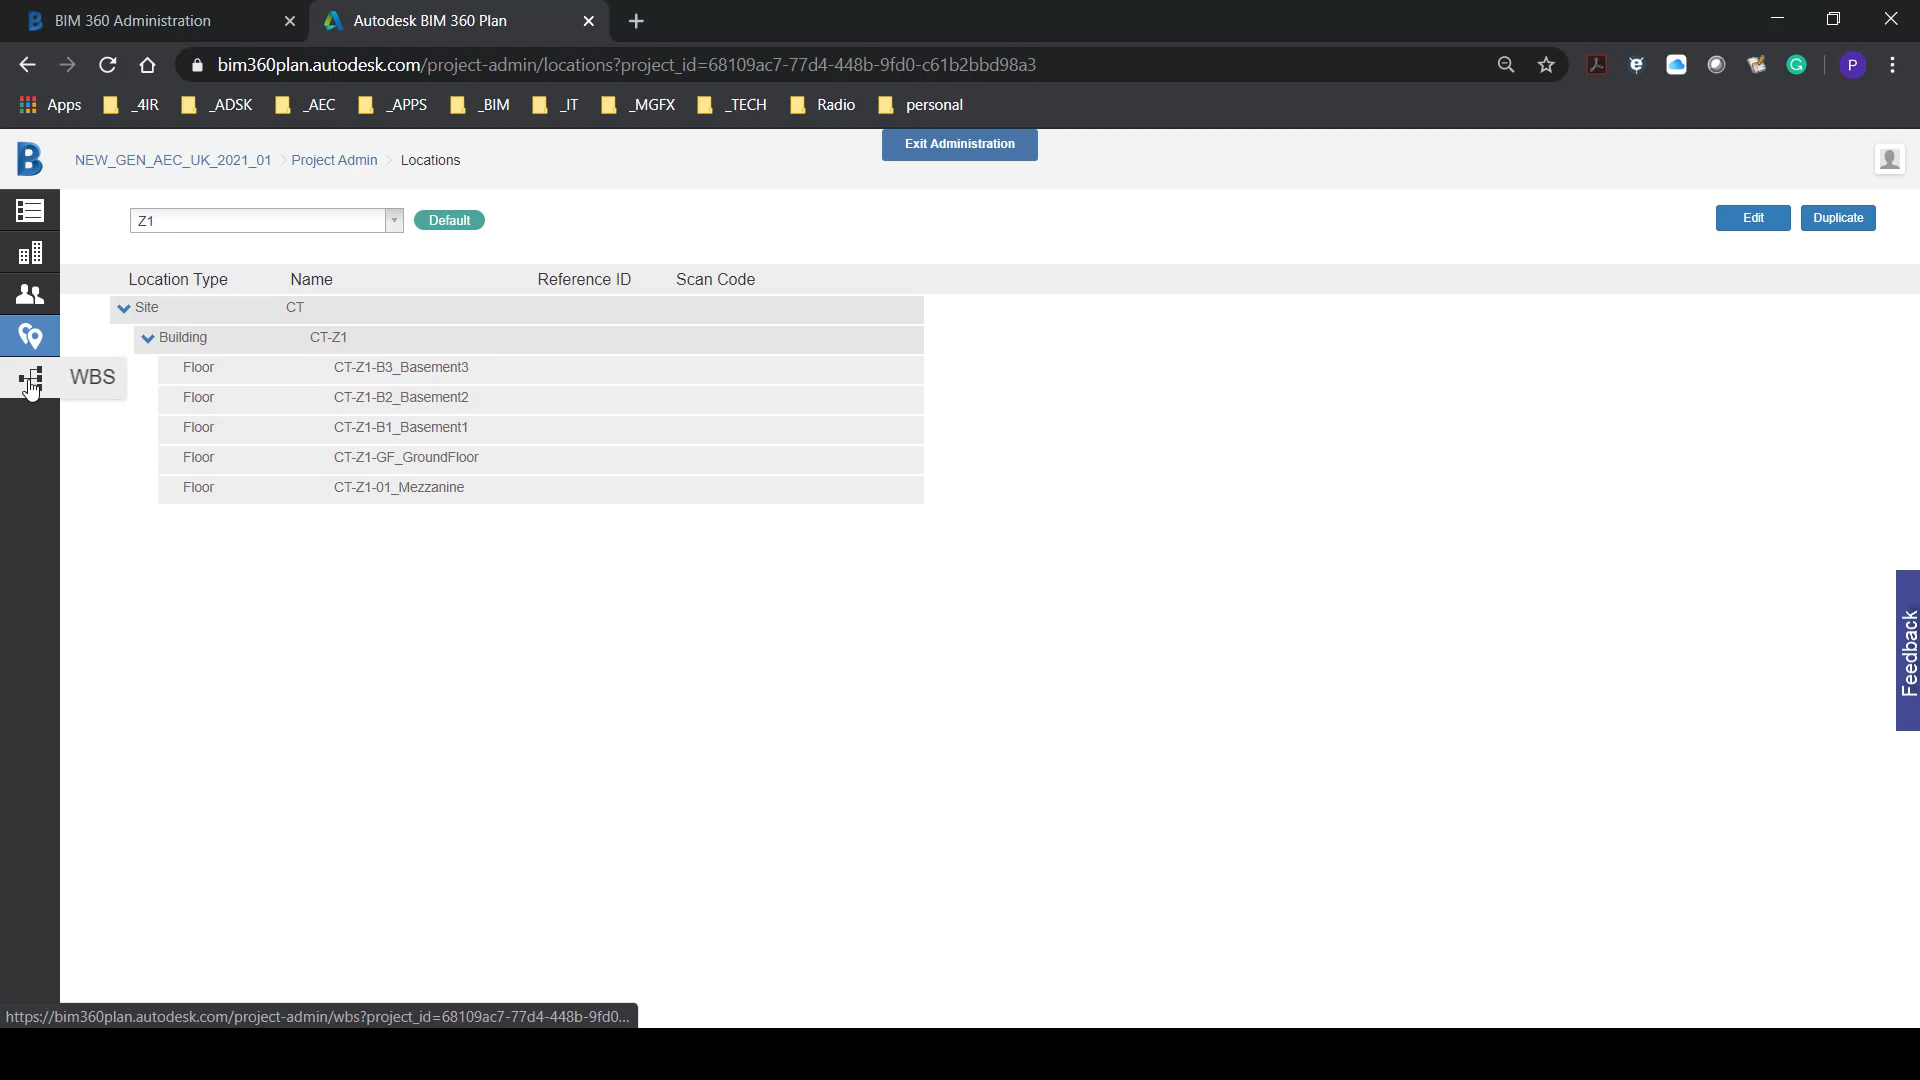 BIM 360 Administration
Autodesk BIM 360 Plan
bim360plan.autodesk.com/project-admin/locations?project_id=68109ac7-77d4-448b-9fd0-c61b2bbd98a3
P
Apps _4IR _ADSK _AEC _APPS _BIM _IT _MGFX _TECH Radio personal
NEW_GEN_AEC_UK_2021_01 > Project Admin > Locations
Exit Administration
Z1
Default
Edit
Duplicate
Location Type Name Reference ID Scan Code
Site CT
Building CT-Z1
Floor CT-Z1-B3_Basement3
WBS
Floor CT-Z1-B2_Basement2
Floor CT-Z1-B1_Basement1
Floor CT-Z1-GF_GroundFloor
Floor CT-Z1-01_Mezzanine
Feedback
https://bim360plan.autodesk.com/project-admin/wbs?project_id=68109ac7-77d4-448b-9fd0...